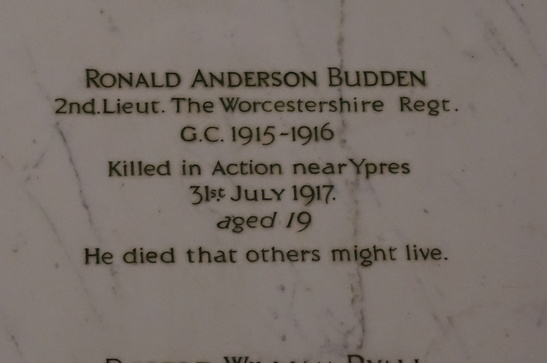 Ronald Anderson Budden
2nd.Lieut. The Worcestershire Regt.
G.C. 1915-1916
Killed in Action near Ypres
31st July 1917.
aged 19
He died that others might live.